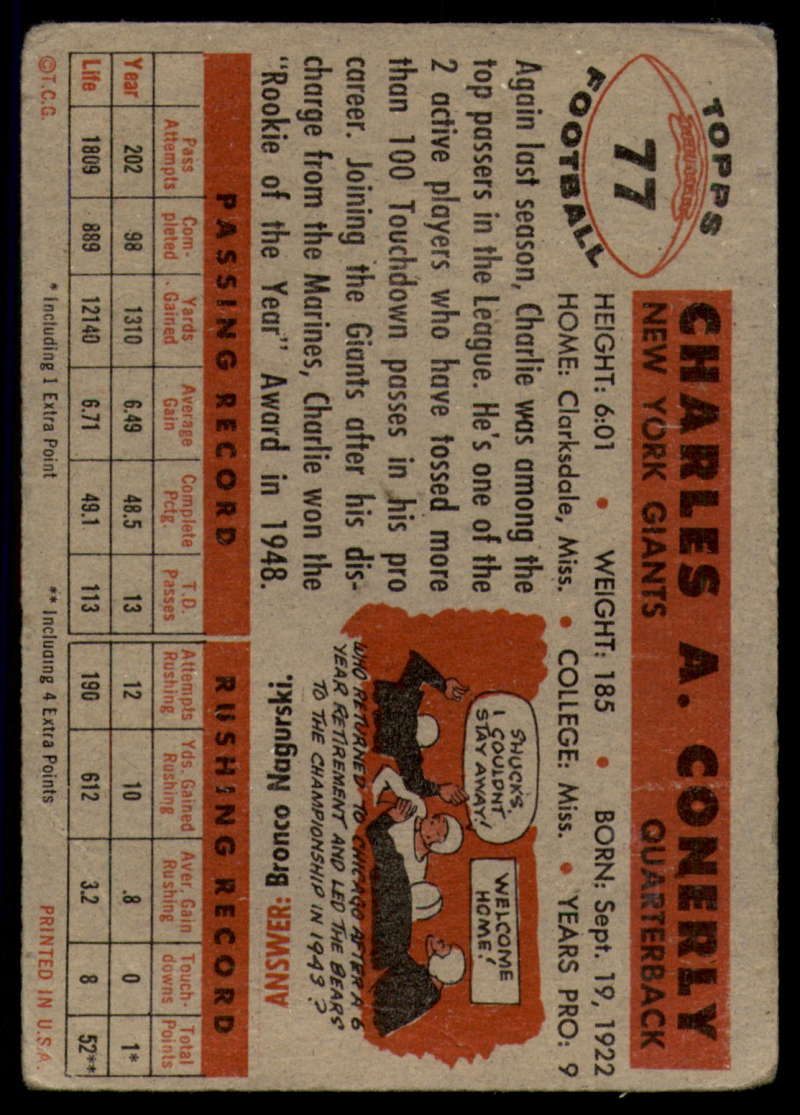 TOPPS
77
FOOTBALL
CHARLES A. CONERLY
NEW YORK GIANTS QUARTERBACK
HEIGHT: 6:01 • WEIGHT: 185 • BORN: Sept. 19, 1922
HOME: Clarksdale, Miss. • COLLEGE: Miss. • YEARS PRO: 9
Again last season, Charlie was among the
top passers in the League. He's one of the
2 active players who have tossed more
than 100 Touchdown passes in his pro
career. Joining the Giants after his dis-
charge from the Marines, Charlie won the
"Rookie of the Year" Award in 1948.
SHUCKS,
I COULDN'T
STAY AWAY!
WELCOME
HOME!
WHO RETURNED TO CHICAGO AFTER A 6
YEAR RETIREMENT AND LED THE BEARS
TO THE CHAMPIONSHIP IN 1943?
ANSWER: Bronco Nagurski.
PASSING RECORD RUSHING RECORD
Pass Attempts Com-pleted Yards Gained Average Gain Complete Pctg. T.D. Passes Attempts Rushing Yds. Gained Rushing Aver. Gain Rushing Touch-downs Total Points
Year 202 98 1310 6.49 48.5 13 12 10 .8 0 1*
Life 1809 889 12140 6.71 49.1 113 190 612 3.2 8 52**
©T.C.G. * Including 1 Extra Point ** Including 4 Extra Points PRINTED IN U.S.A.